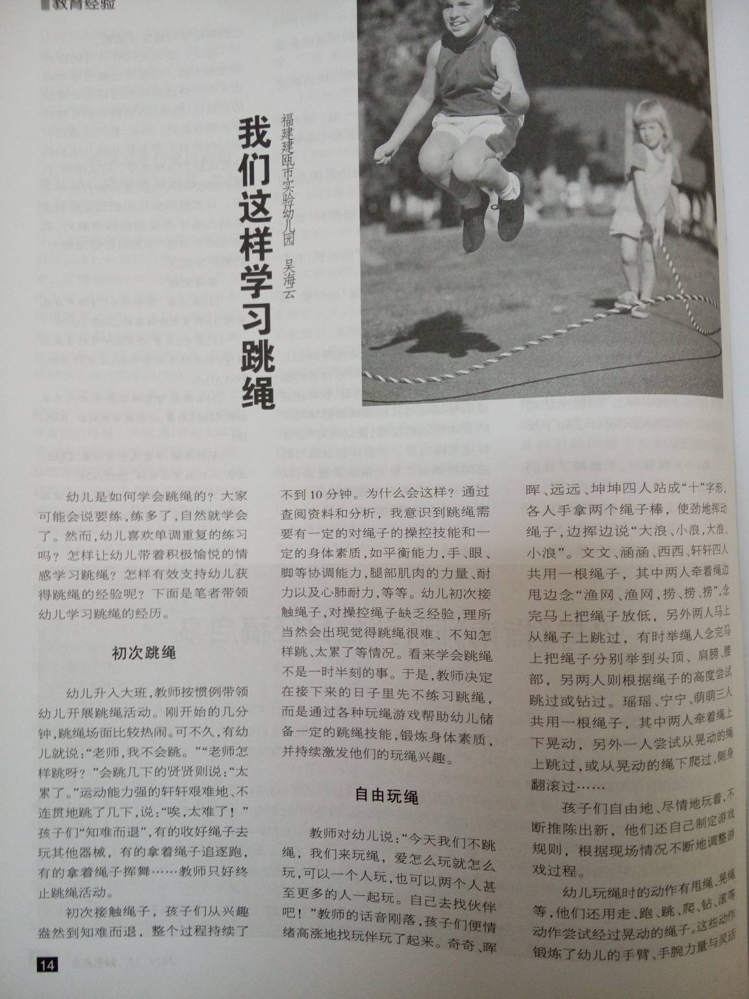 教育经验
我们这样学习跳绳
福建建瓯市实验幼儿园 吴海云
幼儿是如何学会跳绳的？大家
可能会说要练,练多了,自然就学会
了。然而,幼儿喜欢单调重复的练习
吗？怎样让幼儿带着积极愉悦的情
感学习跳绳？怎样有效支持幼儿获
得跳绳的经验呢？下面是笔者带领
幼儿学习跳绳的经历。
初次跳绳
幼儿升入大班,教师按惯例带领
幼儿开展跳绳活动。刚开始的几分
钟,跳绳场面比较热闹。可不久,有幼
儿就说:“老师,我不会跳。”“老师怎
样跳呀？”会跳几下的贤贤则说:“太
累了。”运动能力强的轩轩艰难地、不
连贯地跳了几下,说:“唉,太难了！”
孩子们“知难而退”,有的收好绳子去
玩其他器械，有的拿着绳子追逐跑,
有的拿着绳子挥舞……教师只好终
止跳绳活动。
初次接触绳子，孩子们从兴趣
盎然到知难而退，整个过程持续了
不到10分钟。为什么会这样？通过
查阅资料和分析，我意识到跳绳需
要有一定的对绳子的操控技能和一
定的身体素质,如平衡能力,手、眼、
脚等协调能力,腿部肌肉的力量、耐
力以及心肺耐力,等等。幼儿初次接
触绳子,对操控绳子缺乏经验,理所
当然会出现觉得跳绳很难、不知怎
样跳、太累了等情况。看来学会跳绳
不是一时半刻的事。于是,教师决定
在接下来的日子里先不练习跳绳，
而是通过各种玩绳游戏帮助幼儿储
备一定的跳绳技能,锻炼身体素质，
并持续激发他们的玩绳兴趣。
自由玩绳
教师对幼儿说:“今天我们不跳
绳，我们来玩绳，爱怎么玩就怎么
玩,可以一个人玩,也可以两个人甚
至更多的人一起玩。自己去找伙伴
吧！”教师的话音刚落,孩子们便情
绪高涨地找玩伴玩了起来。奇奇、晖
晖、远远、坤坤四人站成“十”字形,
各人手拿两个绳子棒，使劲地挥动
绳子,边挥边说“大浪、小浪,大浪、
小浪”。文文、涵涵、西西、轩轩四人
共用一根绳子，其中两人牵着绳边
甩边念“渔网、渔网,捞、捞、捞”,念
完马上把绳子放低，另外两人马上
从绳子上跳过，有时举绳人念完马
上把绳子分别举到头顶、肩膀、腰
部，另两人则根据绳子的高度尝试
跳过或钻过。瑶瑶、宁宁、萌萌三人
共用一根绳子，其中两人牵着绳上
下晃动，另外一人尝试从晃动的绳
上跳过,或从晃动的绳下爬过、侧身
翻滚过……
孩子们自由地、尽情地玩着,不
断推陈出新，他们还自己制定游戏
规则，根据现场情况不断地调整游
戏过程。
幼儿玩绳时的动作有甩绳、晃绳
等,他们还用走、跑、跳、爬、钻、滚等
动作尝试经过晃动的绳子。这些动作
锻炼了幼儿的手臂、手腕力量与灵活
14